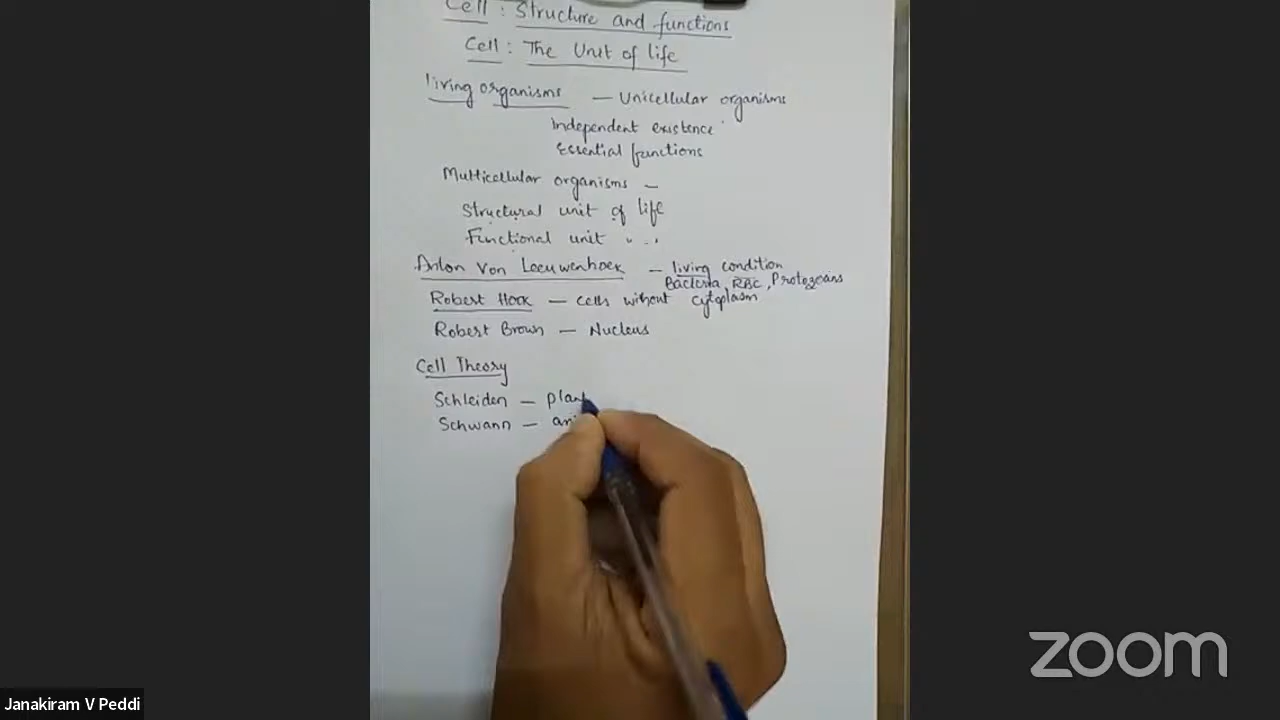 Cell : Structure and functions
Cell : The Unit of life
living organisms — Unicellular organisms
Independent existence
Essential functions
Multicellular organisms —
Structural unit of life
Functional unit " "
Anton Von Leeuwenhoek — living condition
Bacteria, RBC, Protozoans
Robert Hook — cells without cytoplasm
Robert Brown — Nucleus
Cell Theory
Schleiden — plan
Schwann — ani
zoom
Janakiram V Peddi